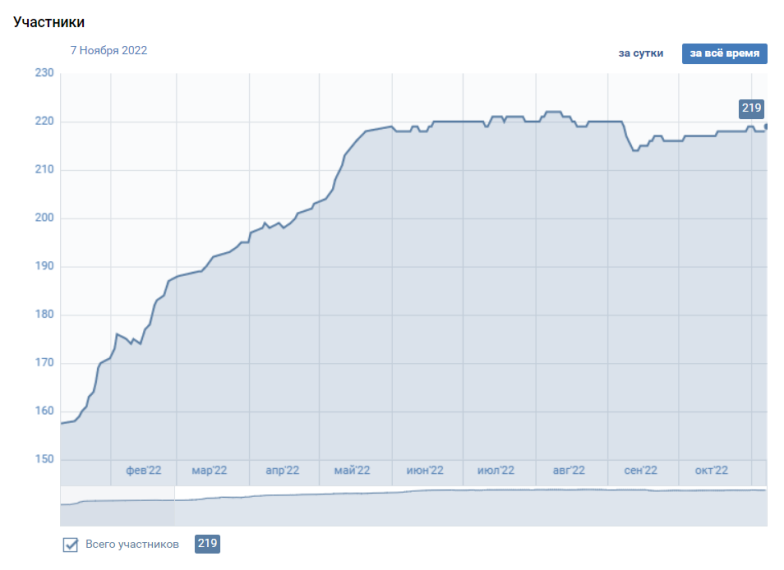 Участники
7 Ноября 2022
за сутки
за всё время
230
219
220
210
200
190
180
170
160
150
фев'22 мар'22 апр'22 май'22 июн'22 июл'22 авг'22 сен'22 окт'22
Всего участников 219